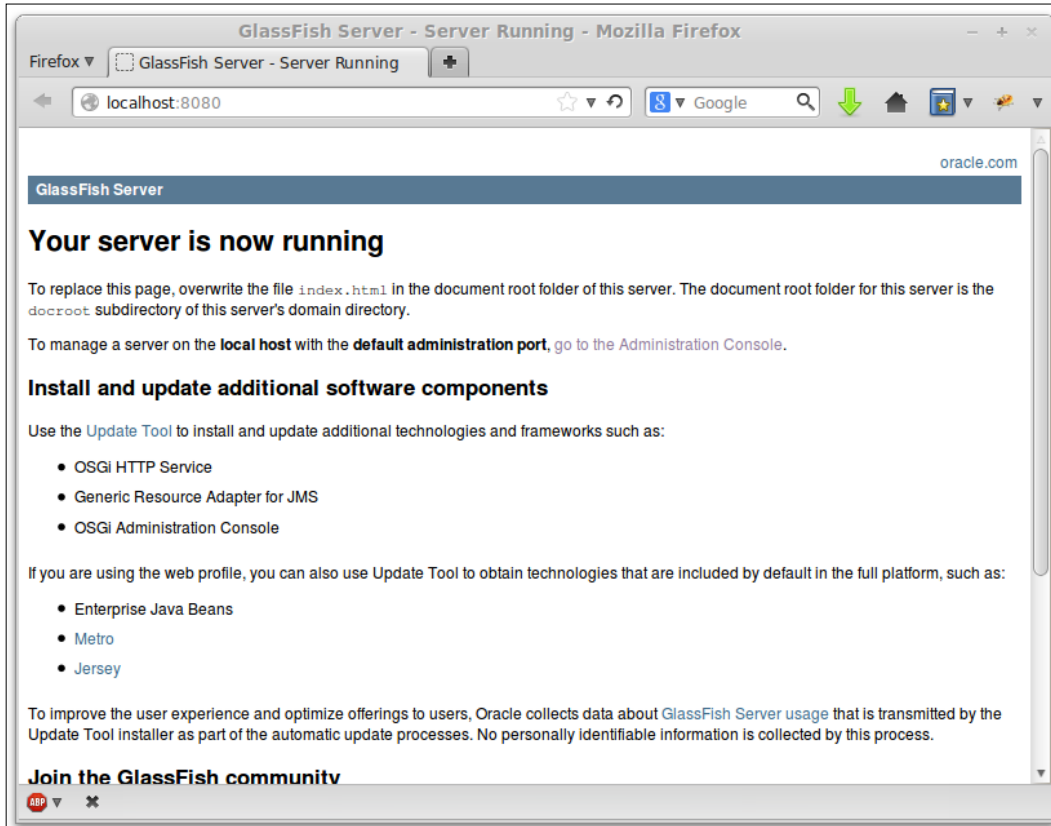 GlassFish Server - Server Running - Mozilla Firefox
Firefox
GlassFish Server - Server Running
localhost:8080
8
Google
oracle.com
GlassFish Server
Your server is now running
To replace this page, overwrite the file index.html in the document root folder of this server. The document root folder for this server is the
docroot subdirectory of this server's domain directory.
To manage a server on the local host with the default administration port, go to the Administration Console.
Install and update additional software components
Use the Update Tool to install and update additional technologies and frameworks such as:
• OSGi HTTP Service
• Generic Resource Adapter for JMS
• OSGi Administration Console
If you are using the web profile, you can also use Update Tool to obtain technologies that are included by default in the full platform, such as:
• Enterprise Java Beans
• Metro
• Jersey
To improve the user experience and optimize offerings to users, Oracle collects data about GlassFish Server usage that is transmitted by the
Update Tool installer as part of the automatic update processes. No personally identifiable information is collected by this process.
Join the GlassFish community
ABP